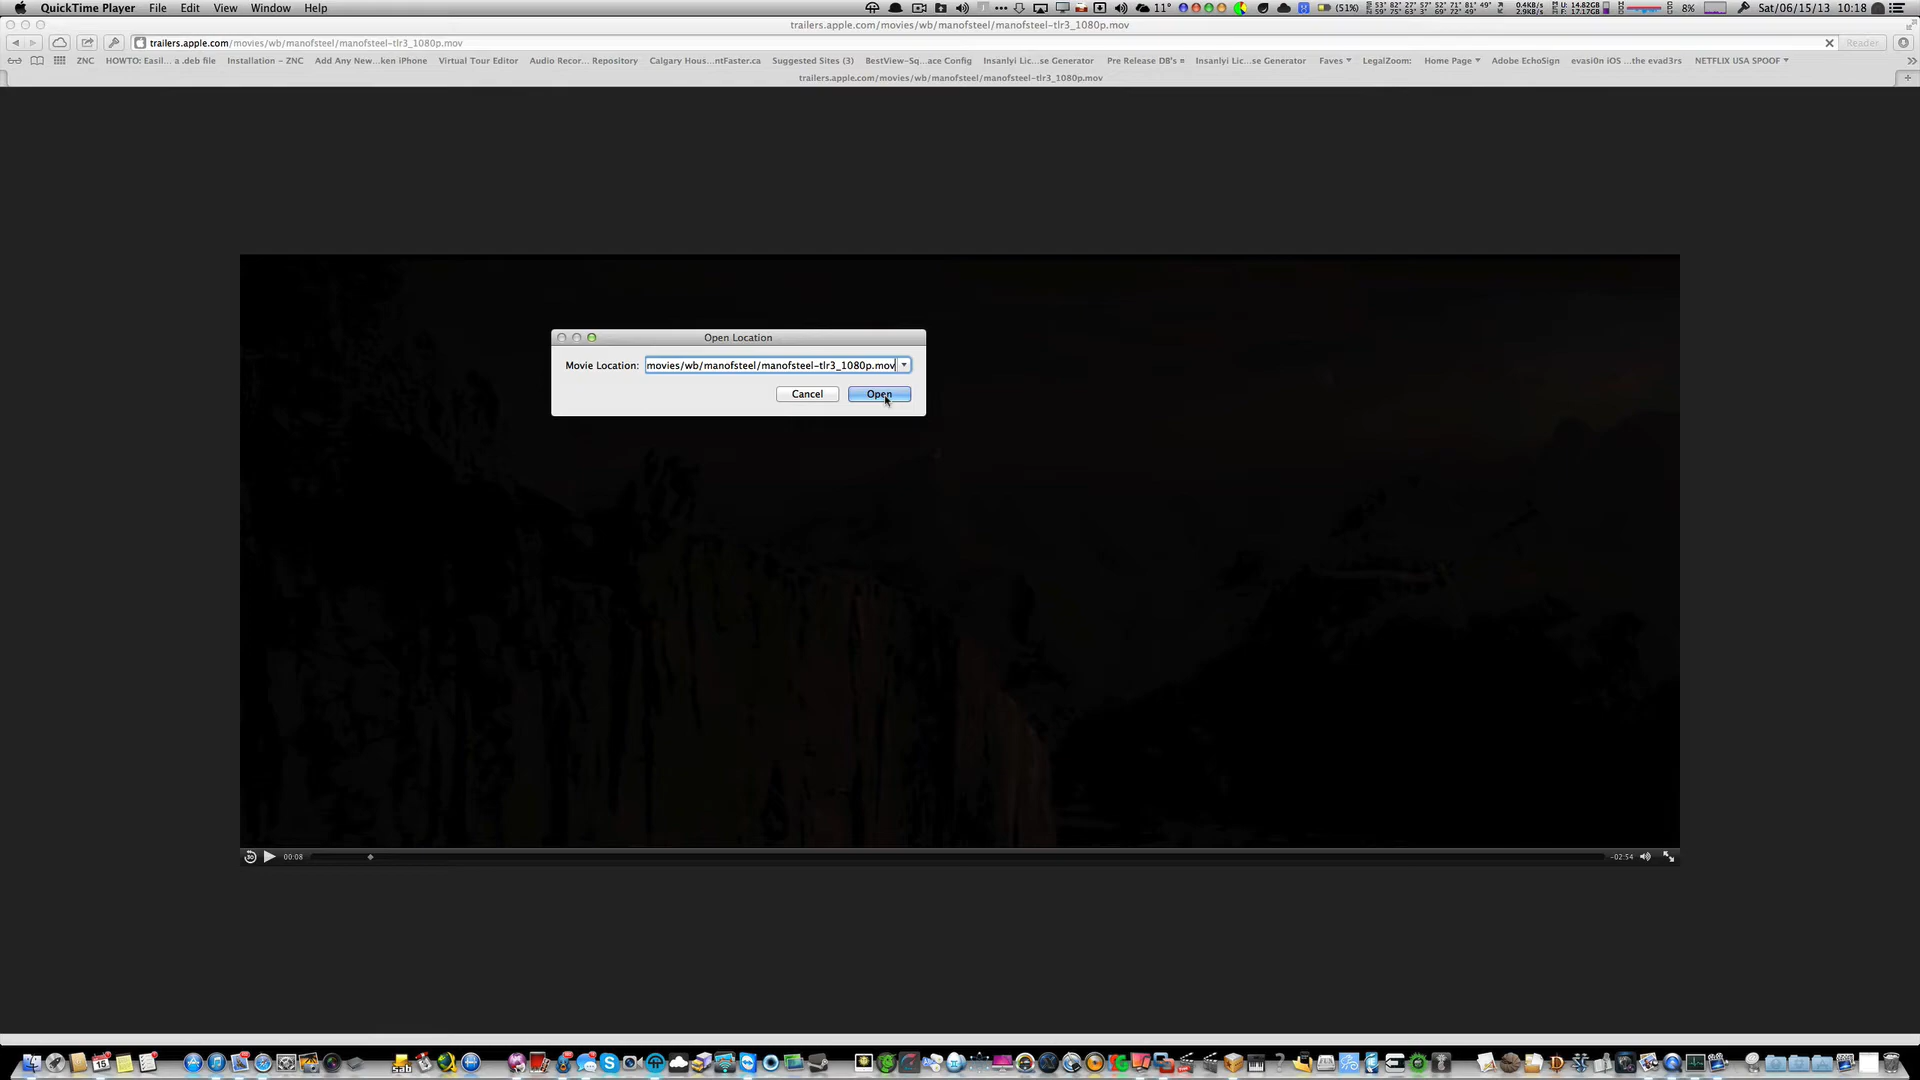 QuickTime Player File Edit View Window Help
11° (51%) 8% Sat/06/15/13 10:18
trailers.apple.com/movies/wb/manofsteel/manofsteel-tlr3_1080p.mov
trailers.apple.com/movies/wb/manofsteel/manofsteel-tlr3_1080p.mov Reader
ZNC HOWTO: Easil... a .deb file Installation - ZNC Add Any New...ken iPhone Virtual Tour Editor Audio Recor... Repository Calgary Hous...ntFaster.ca Suggested Sites (3) BestView-Sq...ace Config Insanlyi Lic...se Generator Pre Release DB's Insanlyi Lic...se Generator Faves LegalZoom: Home Page Adobe EchoSign evasi0n iOS ...the evad3rs NETFLIX USA SPOOF
trailers.apple.com/movies/wb/manofsteel/manofsteel-tlr3_1080p.mov
Open Location
Movie Location: movies/wb/manofsteel/manofsteel-tlr3_1080p.mov
Cancel Open
00:08 -02:54